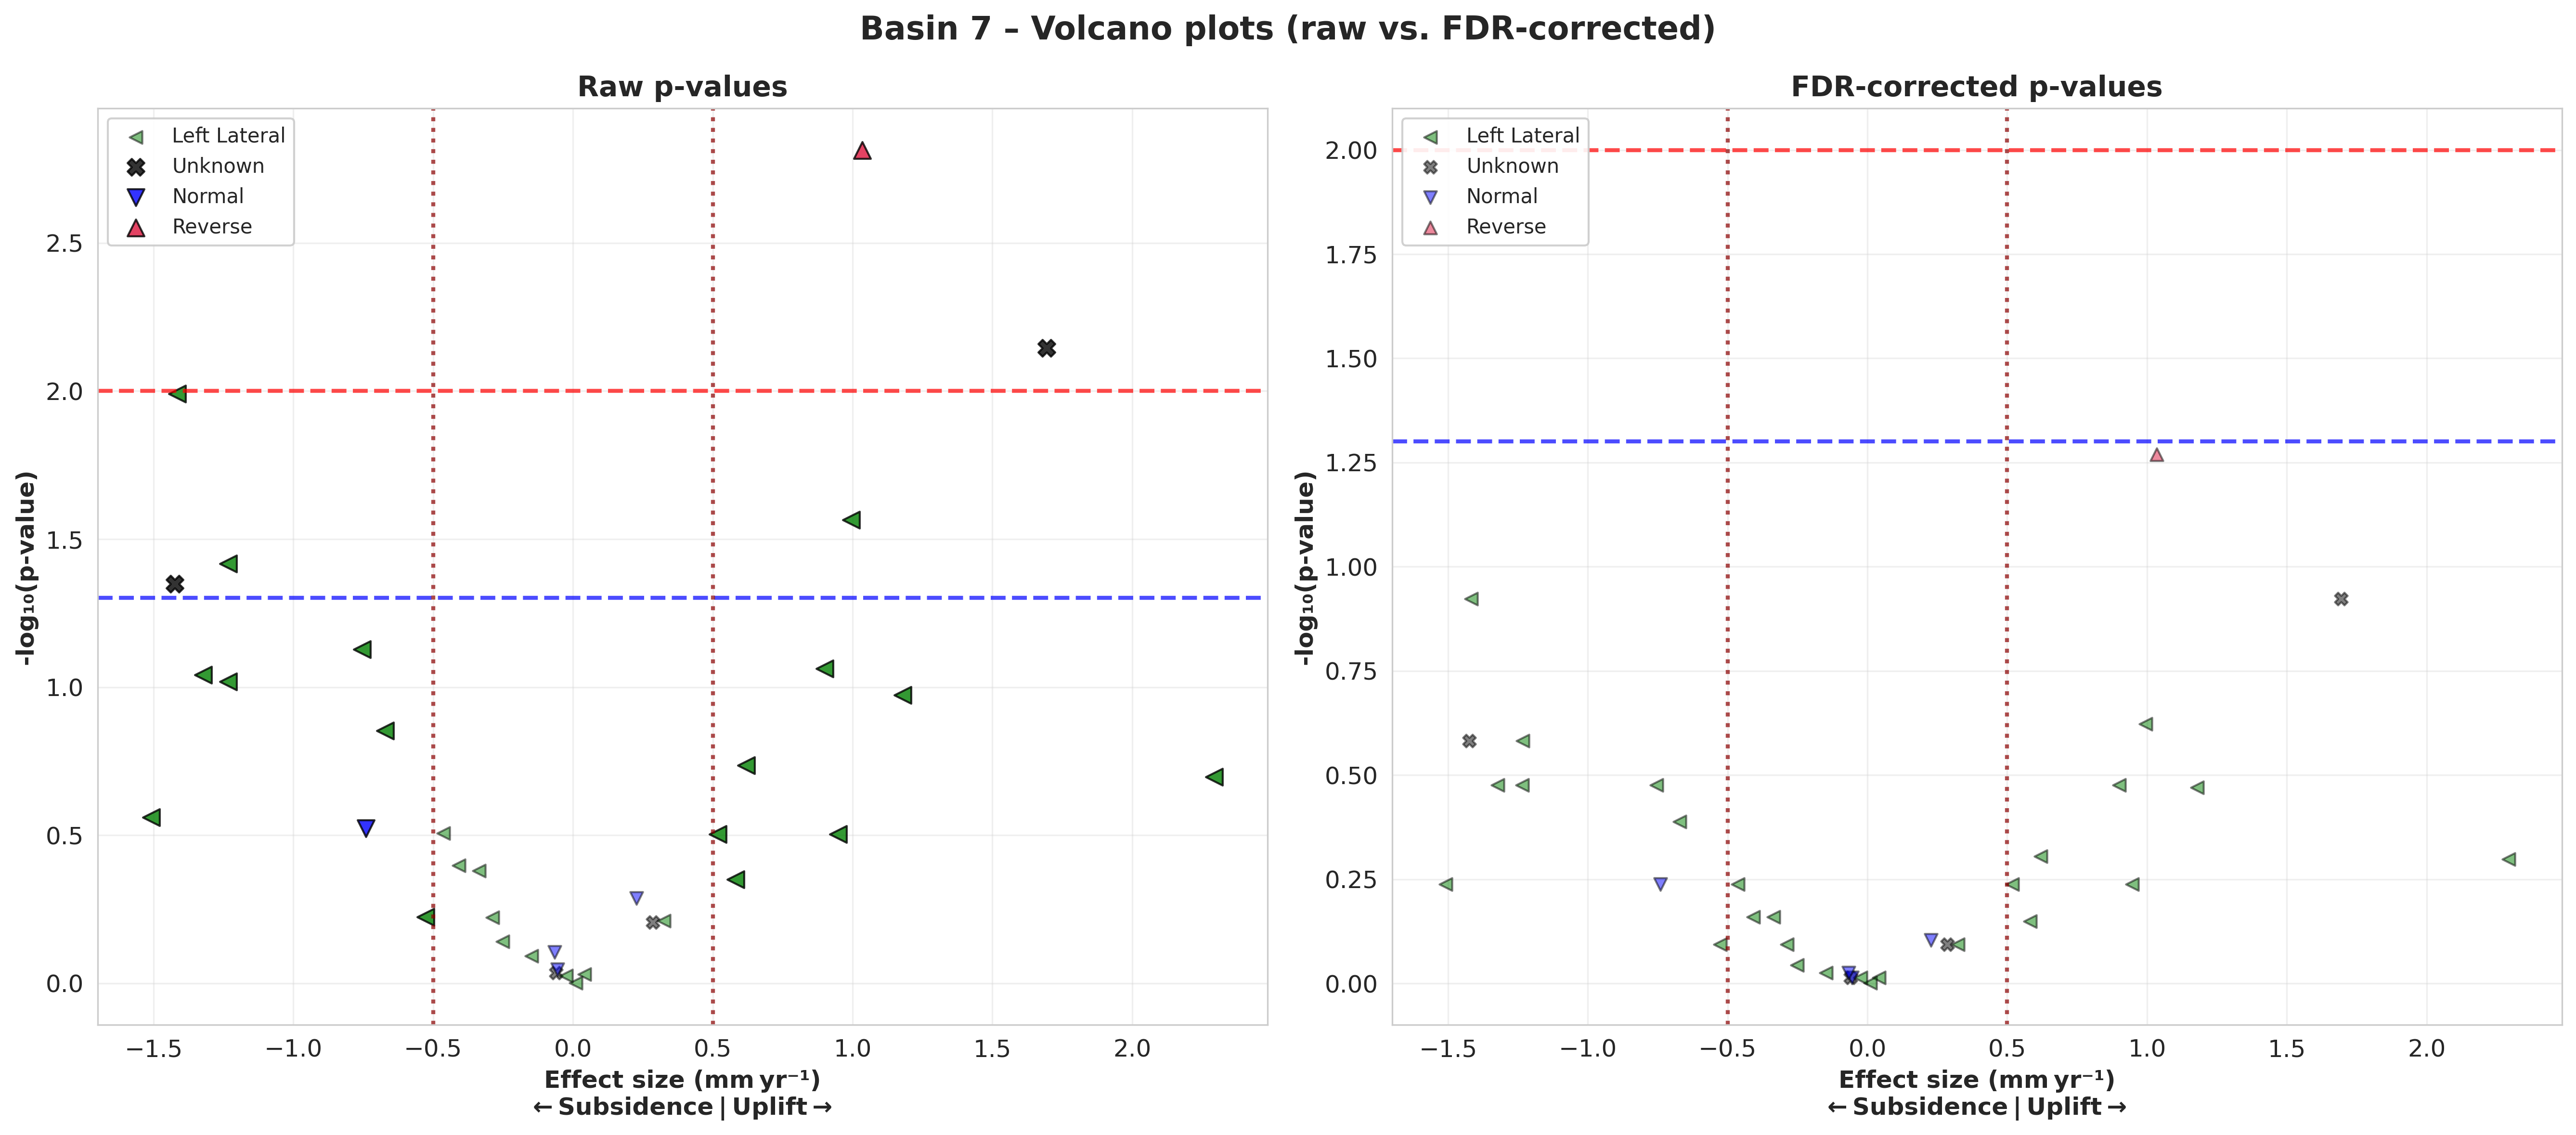 Basin 7 – Volcano plots (raw vs. FDR-corrected)
Raw p-values
Left Lateral
Unknown
Normal
Reverse
2.5
2.0
1.5
1.0
0.5
0.0
-log₁₀(p-value)
−1.5 −1.0 −0.5 0.0 0.5 1.0 1.5 2.0
Effect size (mm yr⁻¹)
←Subsidence | Uplift→
FDR-corrected p-values
Left Lateral
Unknown
Normal
Reverse
2.00
1.75
1.50
1.25
1.00
0.75
0.50
0.25
0.00
-log₁₀(p-value)
−1.5 −1.0 −0.5 0.0 0.5 1.0 1.5 2.0
Effect size (mm yr⁻¹)
←Subsidence | Uplift→